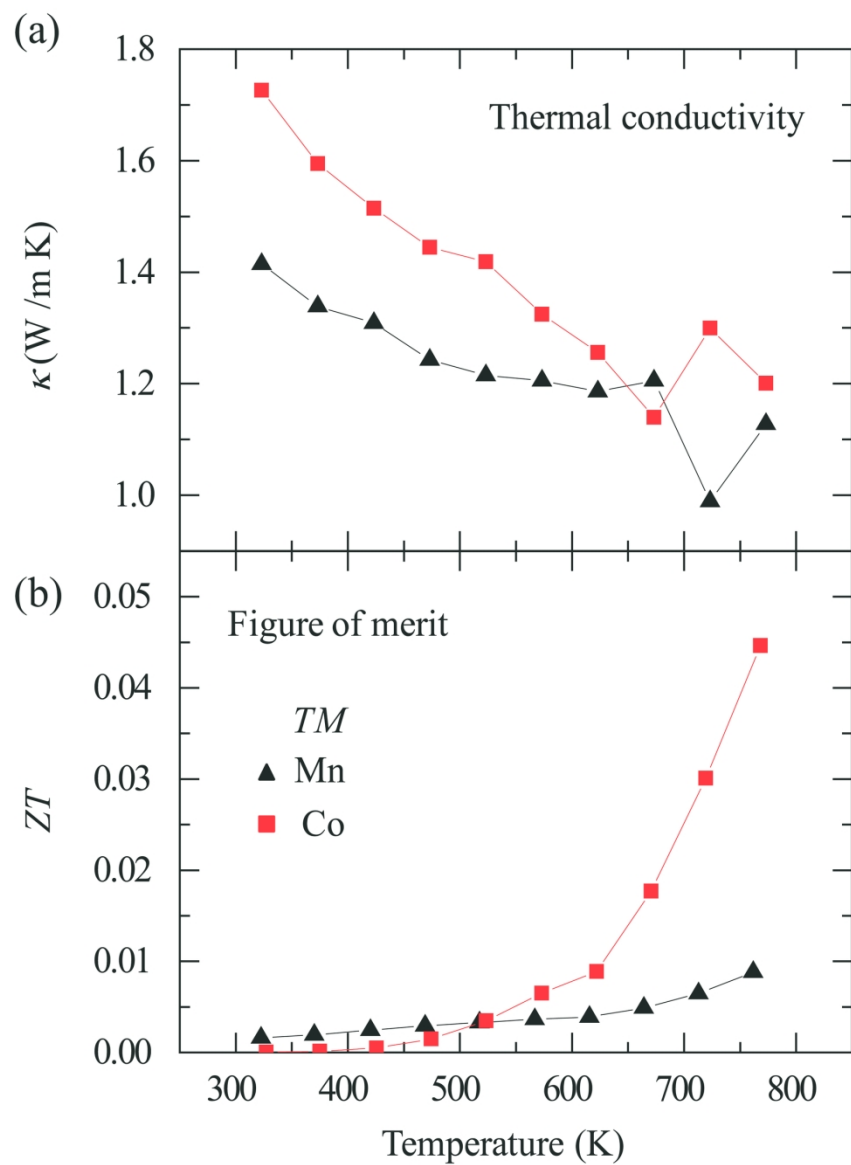 (a)
1.8
Thermal conductivity
1.6
1.4
κ (W /m K)
1.2
1.0
(b)
0.05
Figure of merit
0.04
TM
0.03
Mn
ZT
Co
0.02
0.01
0.00
300 400 500 600 700 800
Temperature (K)